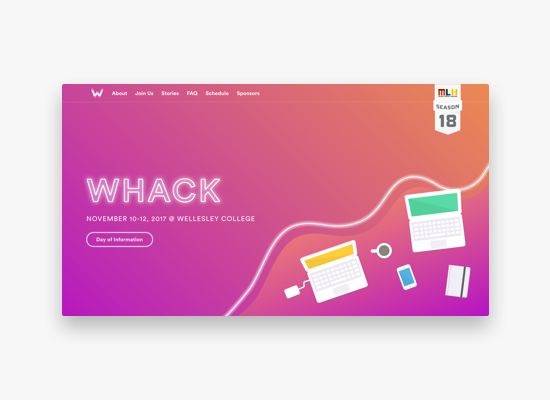 W About Join Us Stories FAQ Schedule Sponsors
MLH
SEASON
18
WHACK
NOVEMBER 10-12, 2017 @ WELLESLEY COLLEGE
Day of Information